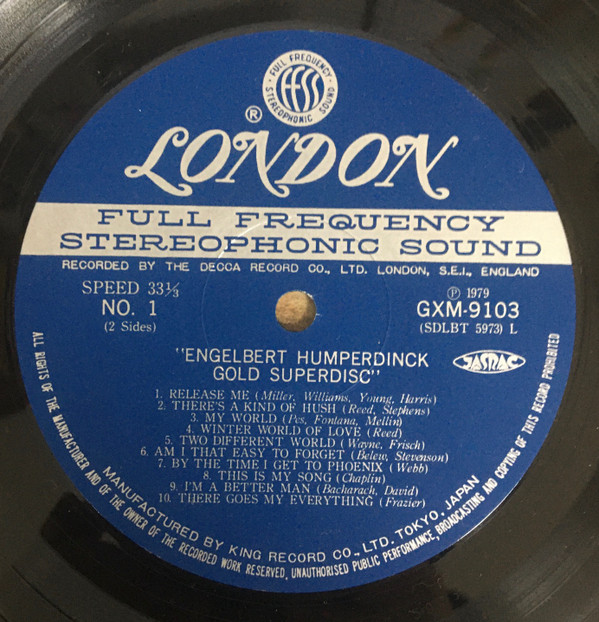 FULL FREQUENCY
ffss
STEREOPHONIC SOUND
®
LONDON
FULL FREQUENCY
STEREOPHONIC SOUND
RECORDED BY THE DECCA RECORD CO., LTD. LONDON, S.E.I., ENGLAND
SPEED 33⅓
NO. 1
(2 Sides)
Ⓟ 1979
GXM-9103
(SDLBT 5973) L
"ENGELBERT HUMPERDINCK
GOLD SUPERDISC"
JASRAC
1. RELEASE ME (Miller, Williams, Young, Harris)
2. THERE'S A KIND OF HUSH (Reed, Stephens)
3. MY WORLD (Pes, Fontana, Mellin)
4. WINTER WORLD OF LOVE (Reed)
5. TWO DIFFERENT WORLD (Wayne, Frisch)
6. AM I THAT EASY TO FORGET (Belew, Stevenson)
7. BY THE TIME I GET TO PHOENIX (Webb)
8. THIS IS MY SONG (Chaplin)
9. I'M A BETTER MAN (Bacharach, David)
10. THERE GOES MY EVERYTHING (Frazier)
MANUFACTURED BY KING RECORD CO., LTD. TOKYO, JAPAN
ALL RIGHTS OF THE MANUFACTURER AND OF THE OWNER OF THE RECORDED WORK RESERVED, UNAUTHORISED PUBLIC PERFORMANCE, BROADCASTING AND COPYING OF THIS RECORD PROHIBITED